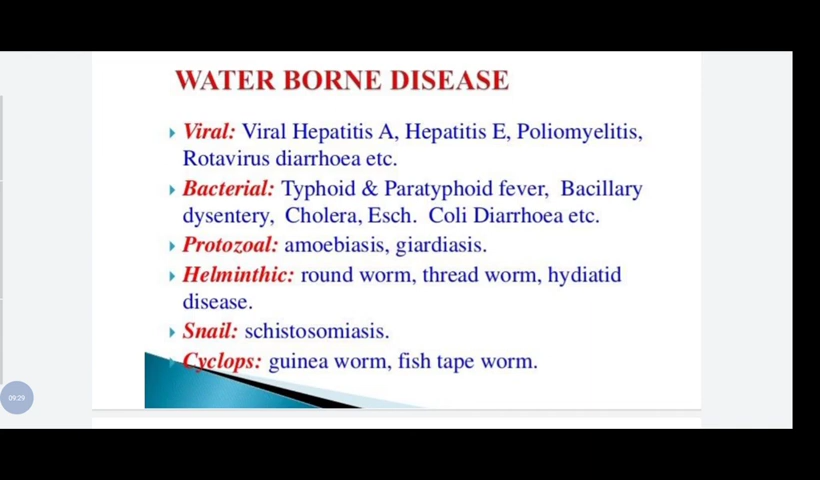 WATER BORNE DISEASE
Viral: Viral Hepatitis A, Hepatitis E, Poliomyelitis,
Rotavirus diarrhoea etc.
Bacterial: Typhoid & Paratyphoid fever, Bacillary
dysentery, Cholera, Esch. Coli Diarrhoea etc.
Protozoal: amoebiasis, giardiasis.
Helminthic: round worm, thread worm, hydiatid
disease.
Snail: schistosomiasis.
Cyclops: guinea worm, fish tape worm.
09:29